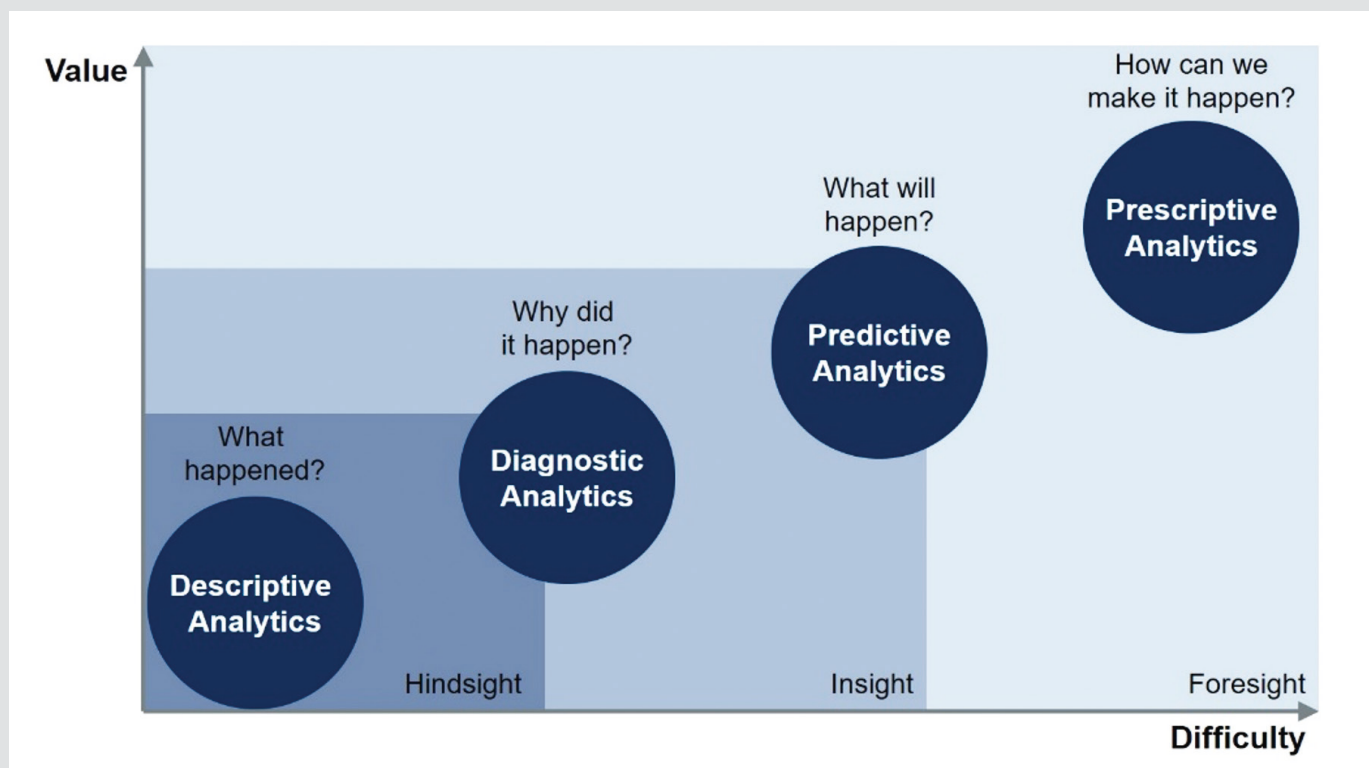 Value
How can we
make it happen?
Prescriptive
Analytics
What will
happen?
Predictive
Analytics
Why did
it happen?
Diagnostic
Analytics
What
happened?
Descriptive
Analytics
Hindsight
Insight
Foresight
Difficulty